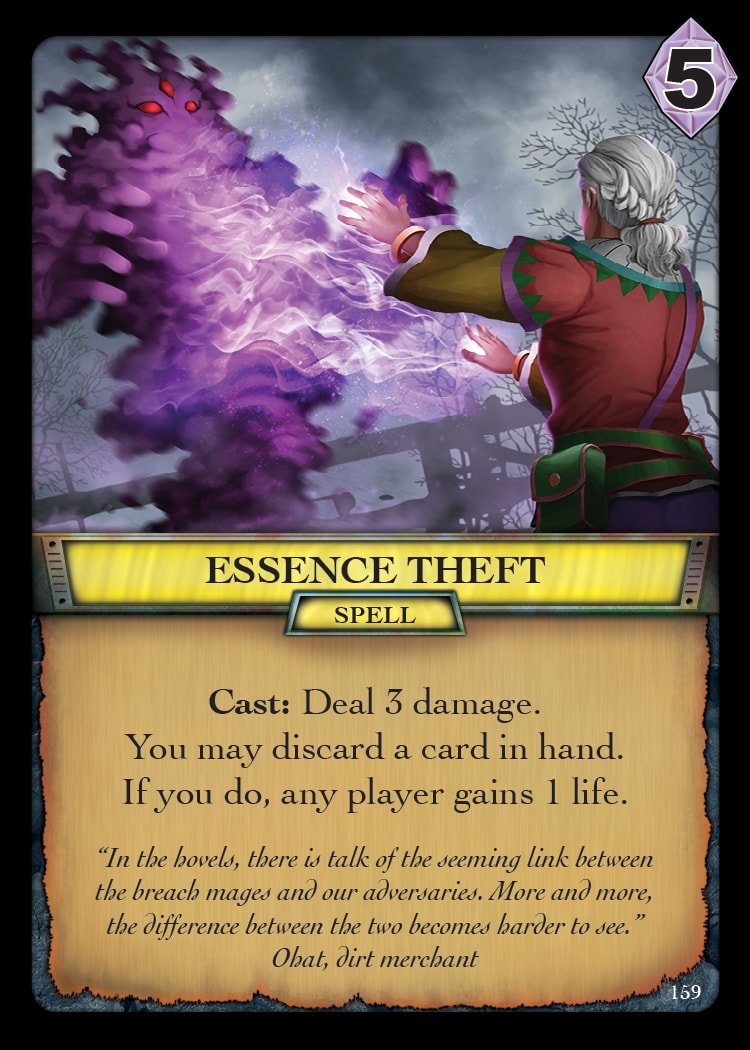 5
ESSENCE THEFT
SPELL
Cast: Deal 3 damage.
You may discard a card in hand.
If you do, any player gains 1 life.
“In the hovels, there is talk of the seeming link between
the breach mages and our adversaries. More and more,
the difference between the two becomes harder to see.”
Ohat, dirt merchant
159